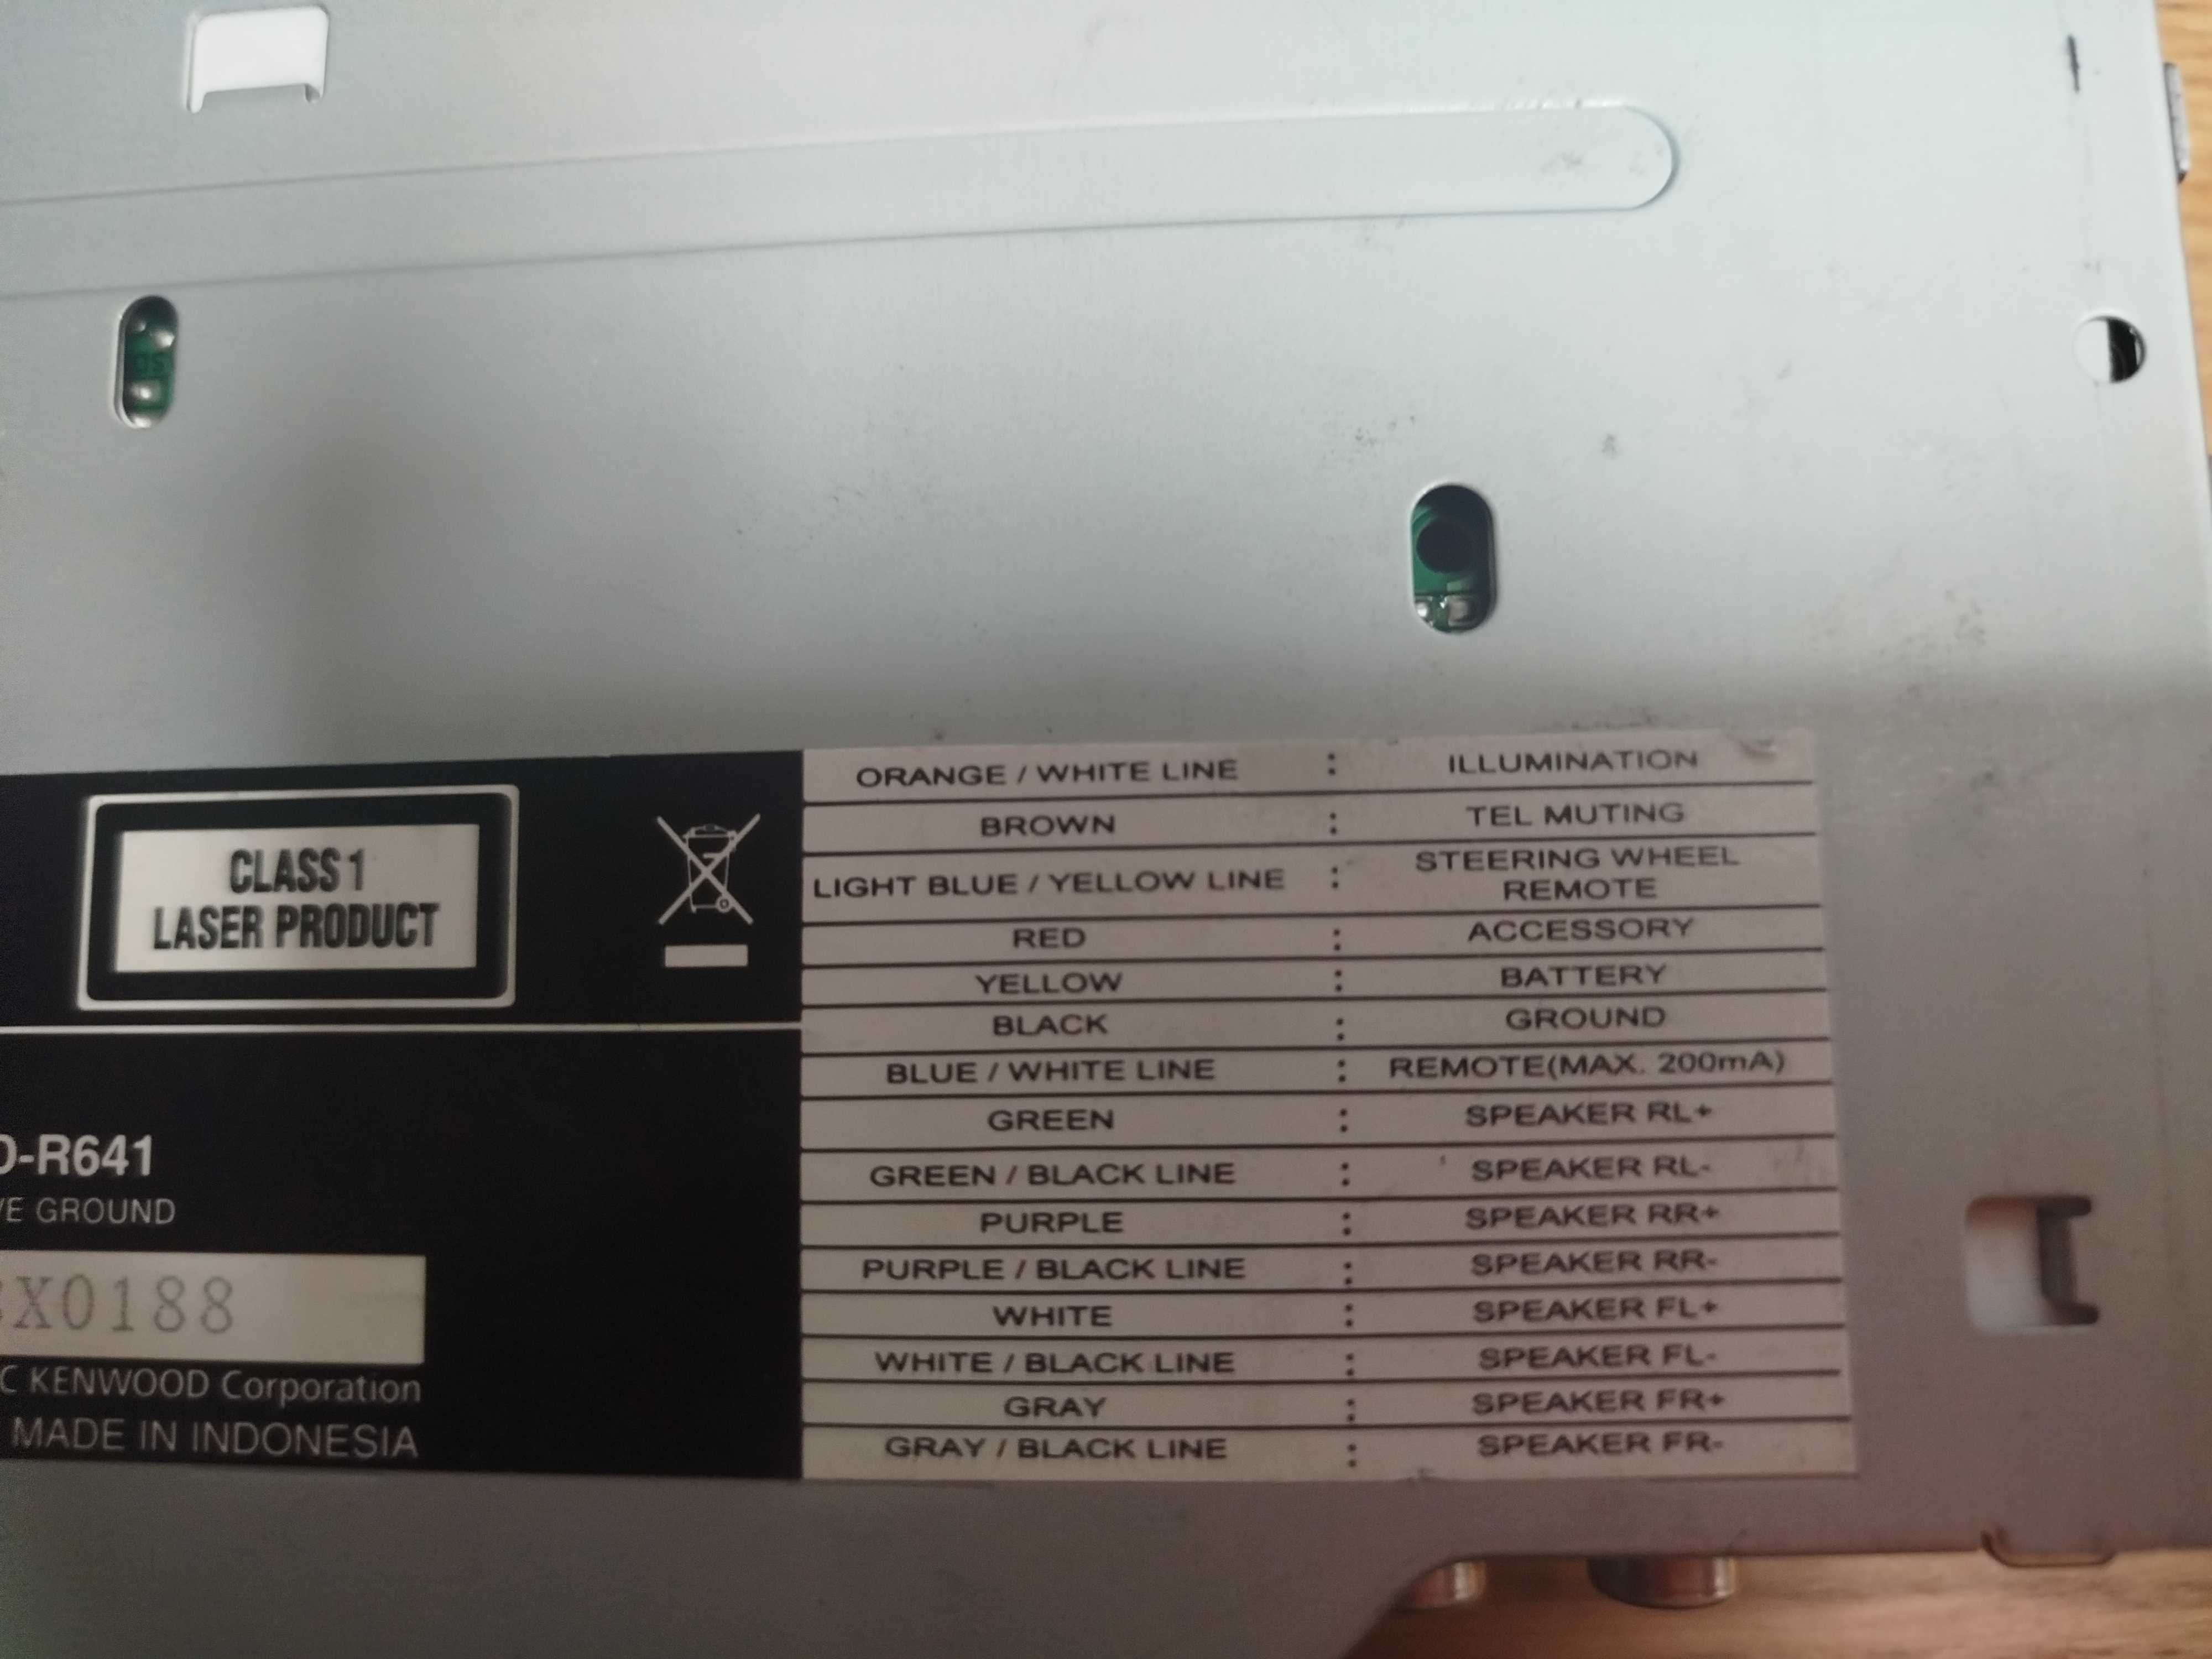 CLASS 1
LASER PRODUCT
-R641
GROUND
X0188
KENWOOD Corporation
MADE IN INDONESIA
ORANGE / WHITE LINE : ILLUMINATION
BROWN : TEL MUTING
LIGHT BLUE / YELLOW LINE : STEERING WHEEL
REMOTE
RED : ACCESSORY
YELLOW : BATTERY
BLACK : GROUND
BLUE / WHITE LINE : REMOTE(MAX. 200mA)
GREEN : SPEAKER RL+
GREEN / BLACK LINE : SPEAKER RL-
PURPLE : SPEAKER RR+
PURPLE / BLACK LINE : SPEAKER RR-
WHITE : SPEAKER FL+
WHITE / BLACK LINE : SPEAKER FL-
GRAY : SPEAKER FR+
GRAY / BLACK LINE : SPEAKER FR-